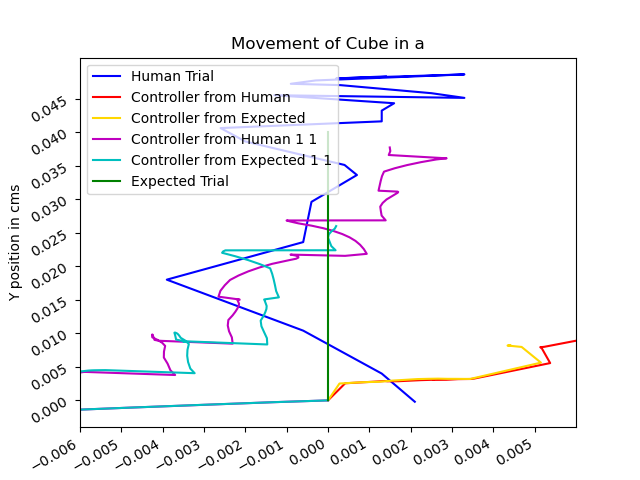 Movement of Cube in a
Human Trial
Controller from Human
Controller from Expected
Controller from Human 1 1
Controller from Expected 1 1
Expected Trial
Y position in cms
0.045
0.040
0.035
0.030
0.025
0.020
0.015
0.010
0.005
0.000
−0.006 −0.005 −0.004 −0.003 −0.002 −0.001 0.000 0.001 0.002 0.003 0.004 0.005